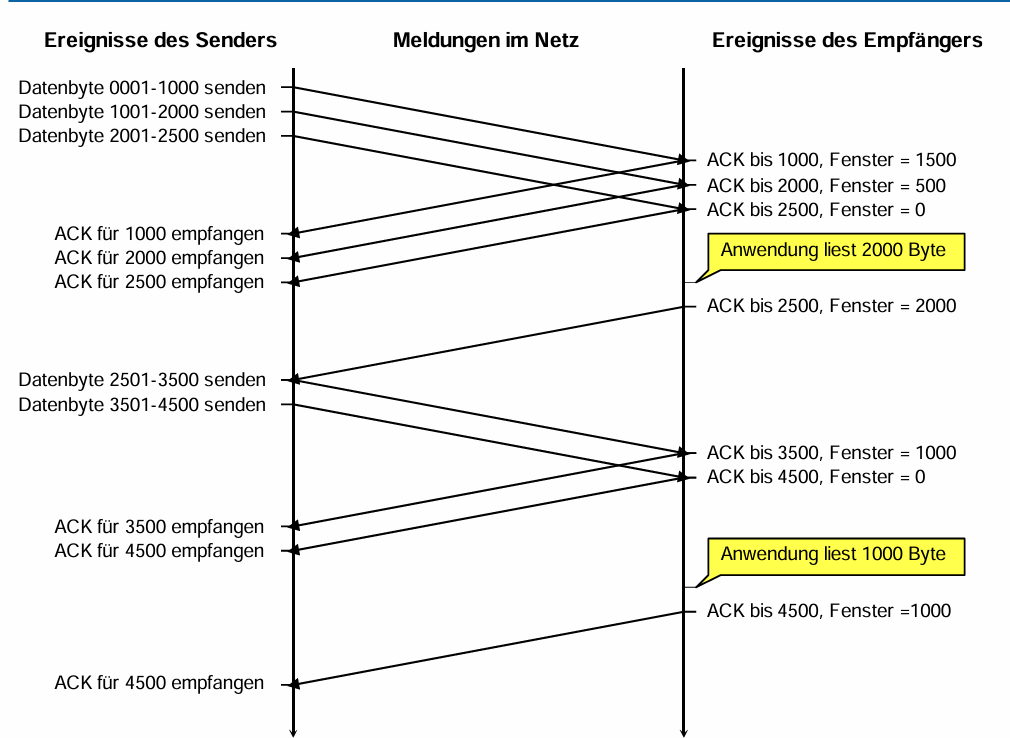 Ereignisse des Senders
Meldungen im Netz
Ereignisse des Empfängers
Datenbyte 0001-1000 senden
Datenbyte 1001-2000 senden
Datenbyte 2001-2500 senden
ACK bis 1000, Fenster = 1500
ACK bis 2000, Fenster = 500
ACK bis 2500, Fenster = 0
ACK für 1000 empfangen
ACK für 2000 empfangen
ACK für 2500 empfangen
Anwendung liest 2000 Byte
ACK bis 2500, Fenster = 2000
Datenbyte 2501-3500 senden
Datenbyte 3501-4500 senden
ACK bis 3500, Fenster = 1000
ACK bis 4500, Fenster = 0
ACK für 3500 empfangen
ACK für 4500 empfangen
Anwendung liest 1000 Byte
ACK bis 4500, Fenster =1000
ACK für 4500 empfangen